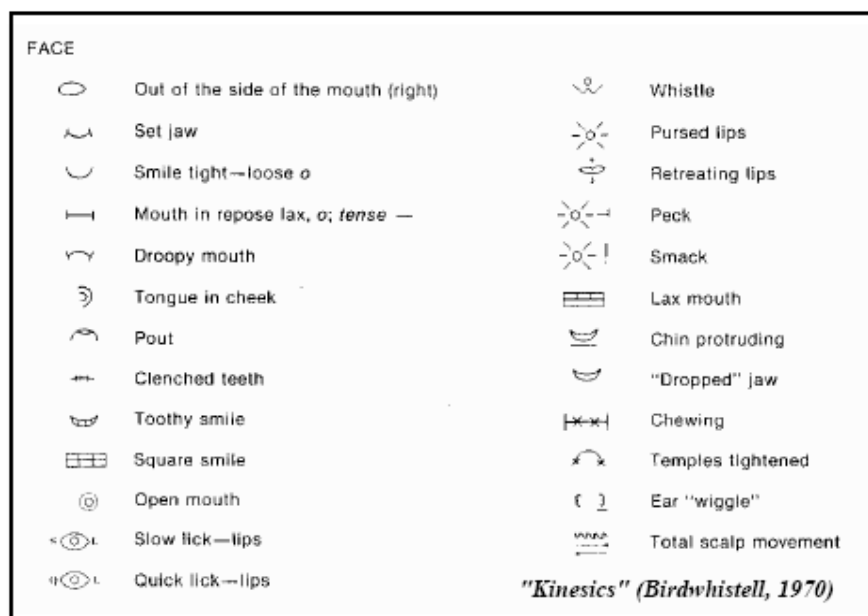 FACE
Out of the side of the mouth (right)
Set jaw
Smile tight—loose o
Mouth in repose lax, o; tense —
Droopy mouth
Tongue in cheek
Pout
Clenched teeth
Toothy smile
Square smile
Open mouth
Slow lick—lips
Quick lick—lips
Whistle
Pursed lips
Retreating lips
Peck
Smack
Lax mouth
Chin protruding
"Dropped" jaw
Chewing
Temples tightened
Ear "wiggle"
Total scalp movement
"Kinesics" (Birdwhistell, 1970)